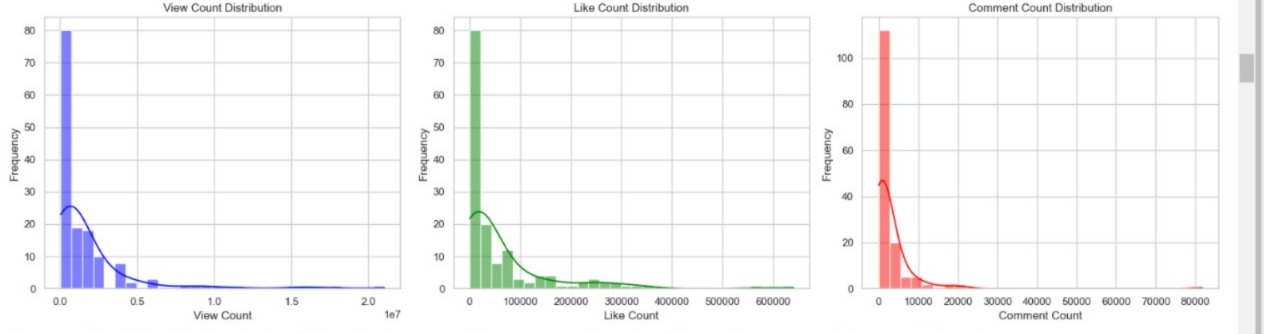 View Count Distribution
80
70
60
50
40
30
20
10
0
Frequency
0.0 0.5 1.0 1.5 2.0
1e7
View Count
Like Count Distribution
80
70
60
50
40
30
20
10
0
Frequency
0 100000 200000 300000 400000 500000 600000
Like Count
Comment Count Distribution
100
80
60
40
20
0
Frequency
0 10000 20000 30000 40000 50000 60000 70000 80000
Comment Count